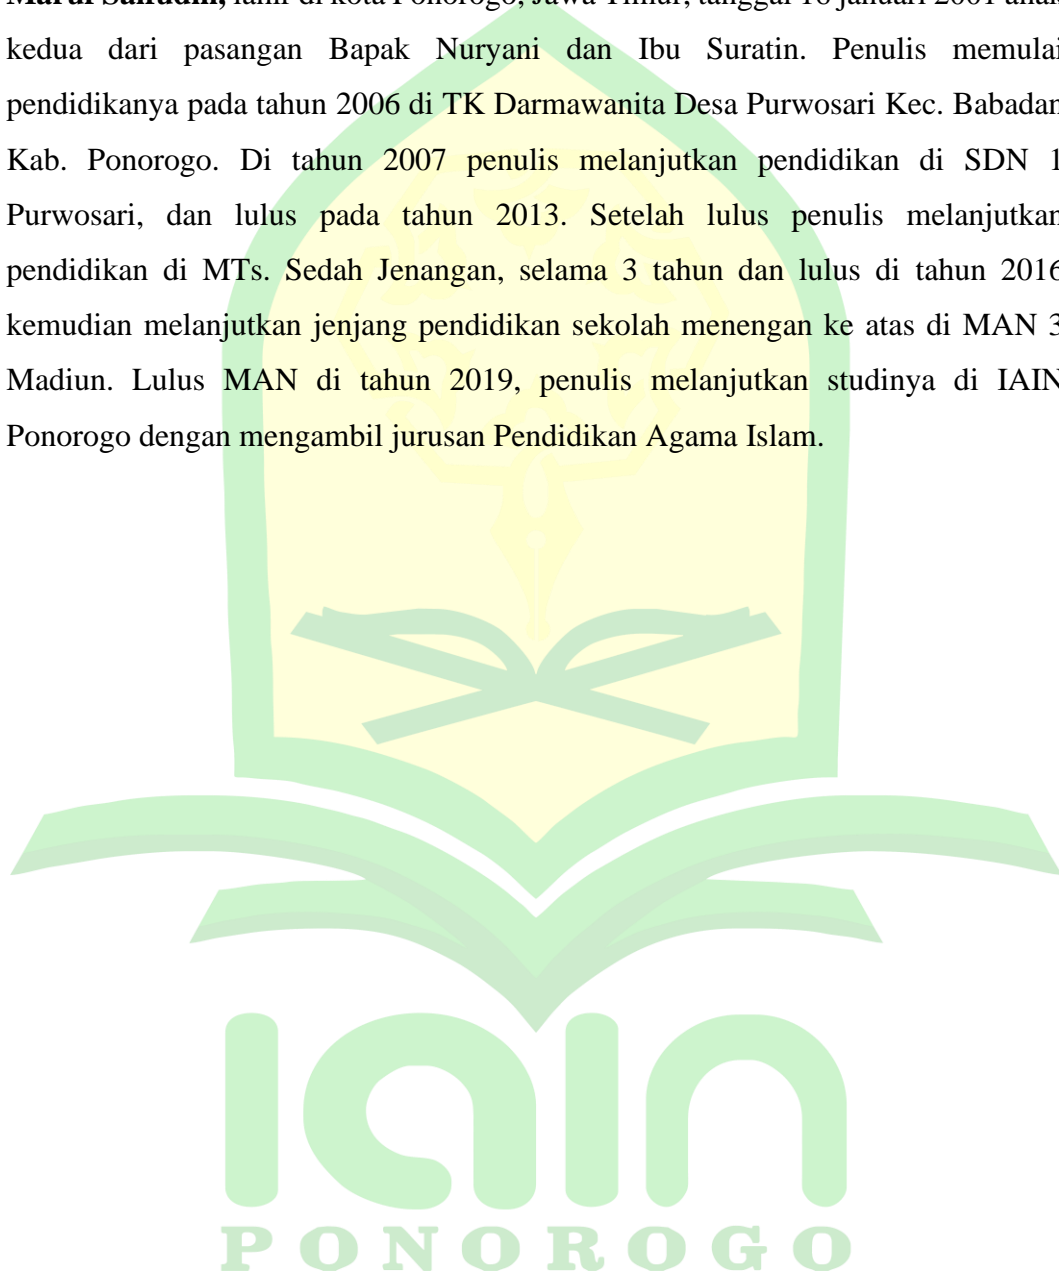 lahir di kota Ponorogo, Jawa Timur, tanggal januari 2001 anak
kedua dari pasangan Bapak Nuryani dan Ibu Suratin. Penulis memulai
pendidikanya pada tahun 2006 di TK Darmawanita Desa Purwosari Kec. Babadan
Kab. Ponorogo. Di tahun 2007 penulis melanjutkan pendidikan di SDN 1
Purwosari, dan lulus pada tahun 2013. Setelah lulus penulis melanjutkan
pendidikan di MTs. Sedah Jenangan, selama 3 tahun dan lulus di tahun 2016
kemudian melanjutkan jenjang pendidikan sekolah menengan ke atas di MAN 3
Madiun. Lulus MAN di tahun 2019, penulis melanjutkan studinya di IAIN
Ponorogo dengan mengambil jurusan Pendidikan Agama Islam.
iain
PONOROGO